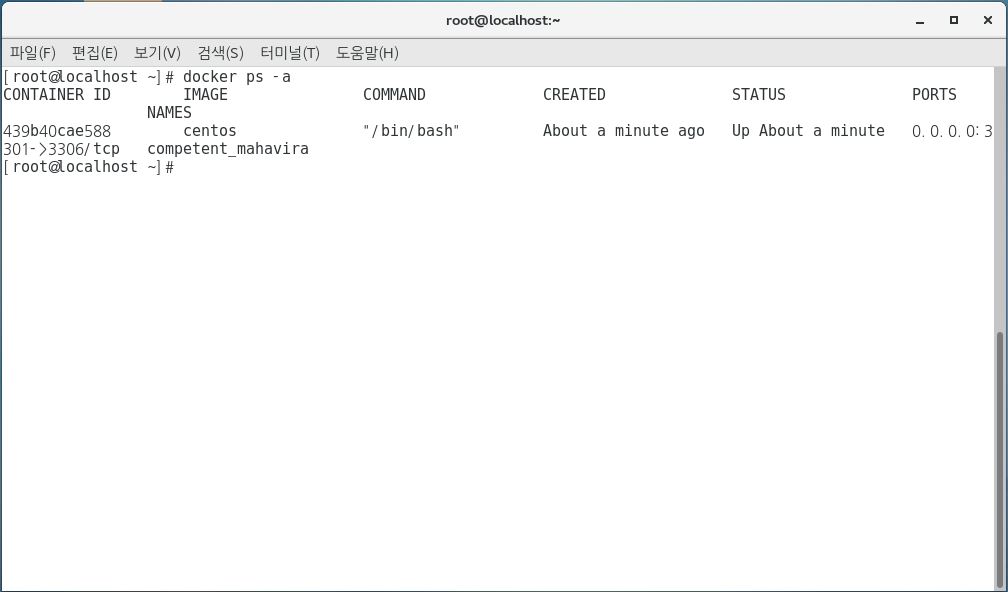 root@localhost:~
파일(F) 편집(E) 보기(V) 검색(S) 터미널(T) 도움말(H)
[root@localhost ~]# docker ps -a
CONTAINER ID        IMAGE               COMMAND             CREATED              STATUS              PORTS
                NAMES
439b40cae588        centos              "/bin/bash"         About a minute ago   Up About a minute   0.0.0.0:3
301->3306/tcp   competent_mahavira
[root@localhost ~]#